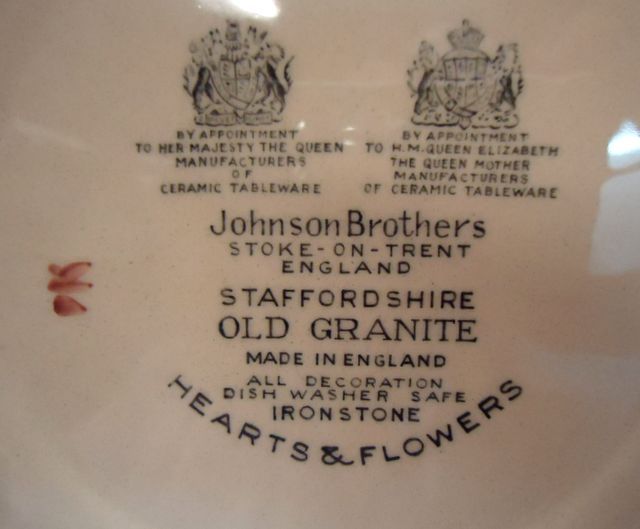 BY APPOINTMENT
TO HER MAJESTY THE QUEEN
MANUFACTURERS
OF
CERAMIC TABLEWARE
BY APPOINTMENT
TO H.M. QUEEN ELIZABETH
THE QUEEN MOTHER
MANUFACTURERS
OF CERAMIC TABLEWARE
Johnson Brothers
STOKE-ON-TRENT
ENGLAND
STAFFORDSHIRE
OLD GRANITE
MADE IN ENGLAND
ALL DECORATION
DISH WASHER SAFE
IRONSTONE
HEARTS & FLOWERS